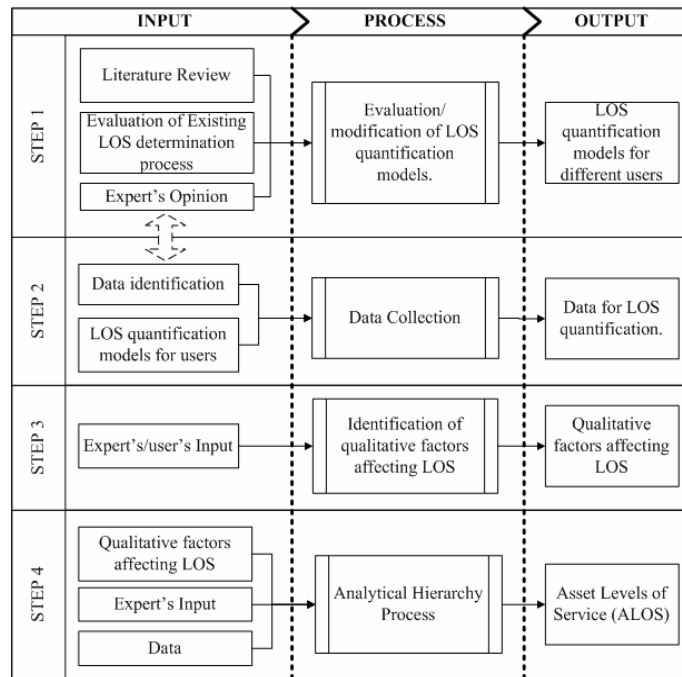 INPUT
PROCESS
OUTPUT
STEP 1
Literature Review
Evaluation of Existing
LOS determination
process
Expert's Opinion
Evaluation/
modification of LOS
quantification
models.
LOS
quantification
models for
different users
STEP 2
Data identification
LOS quantification
models for users
Data Collection
Data for LOS
quantification.
STEP 3
Expert's/user's Input
Identification of
qualitative factors
affecting LOS
Qualitative
factors affecting
LOS
STEP 4
Qualitative factors
affecting LOS
Expert's Input
Data
Analytical Hierarchy
Process
Asset Levels of
Service (ALOS)